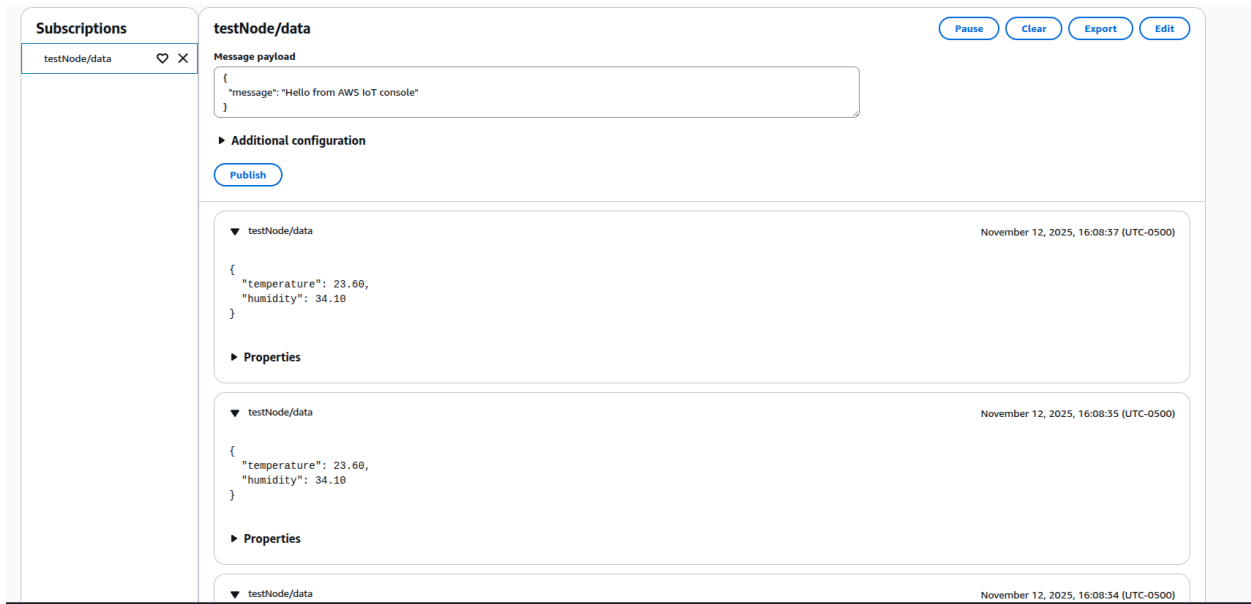 Subscriptions
testNode/data
testNode/data
Pause
Clear
Export
Edit
Message payload
{
"message": "Hello from AWS IoT console"
}
Additional configuration
Publish
testNode/data
November 12, 2025, 16:08:37 (UTC-0500)
{
"temperature": 23.60,
"humidity": 34.10
}
Properties
testNode/data
November 12, 2025, 16:08:35 (UTC-0500)
{
"temperature": 23.60,
"humidity": 34.10
}
Properties
testNode/data
November 12, 2025, 16:08:34 (UTC-0500)